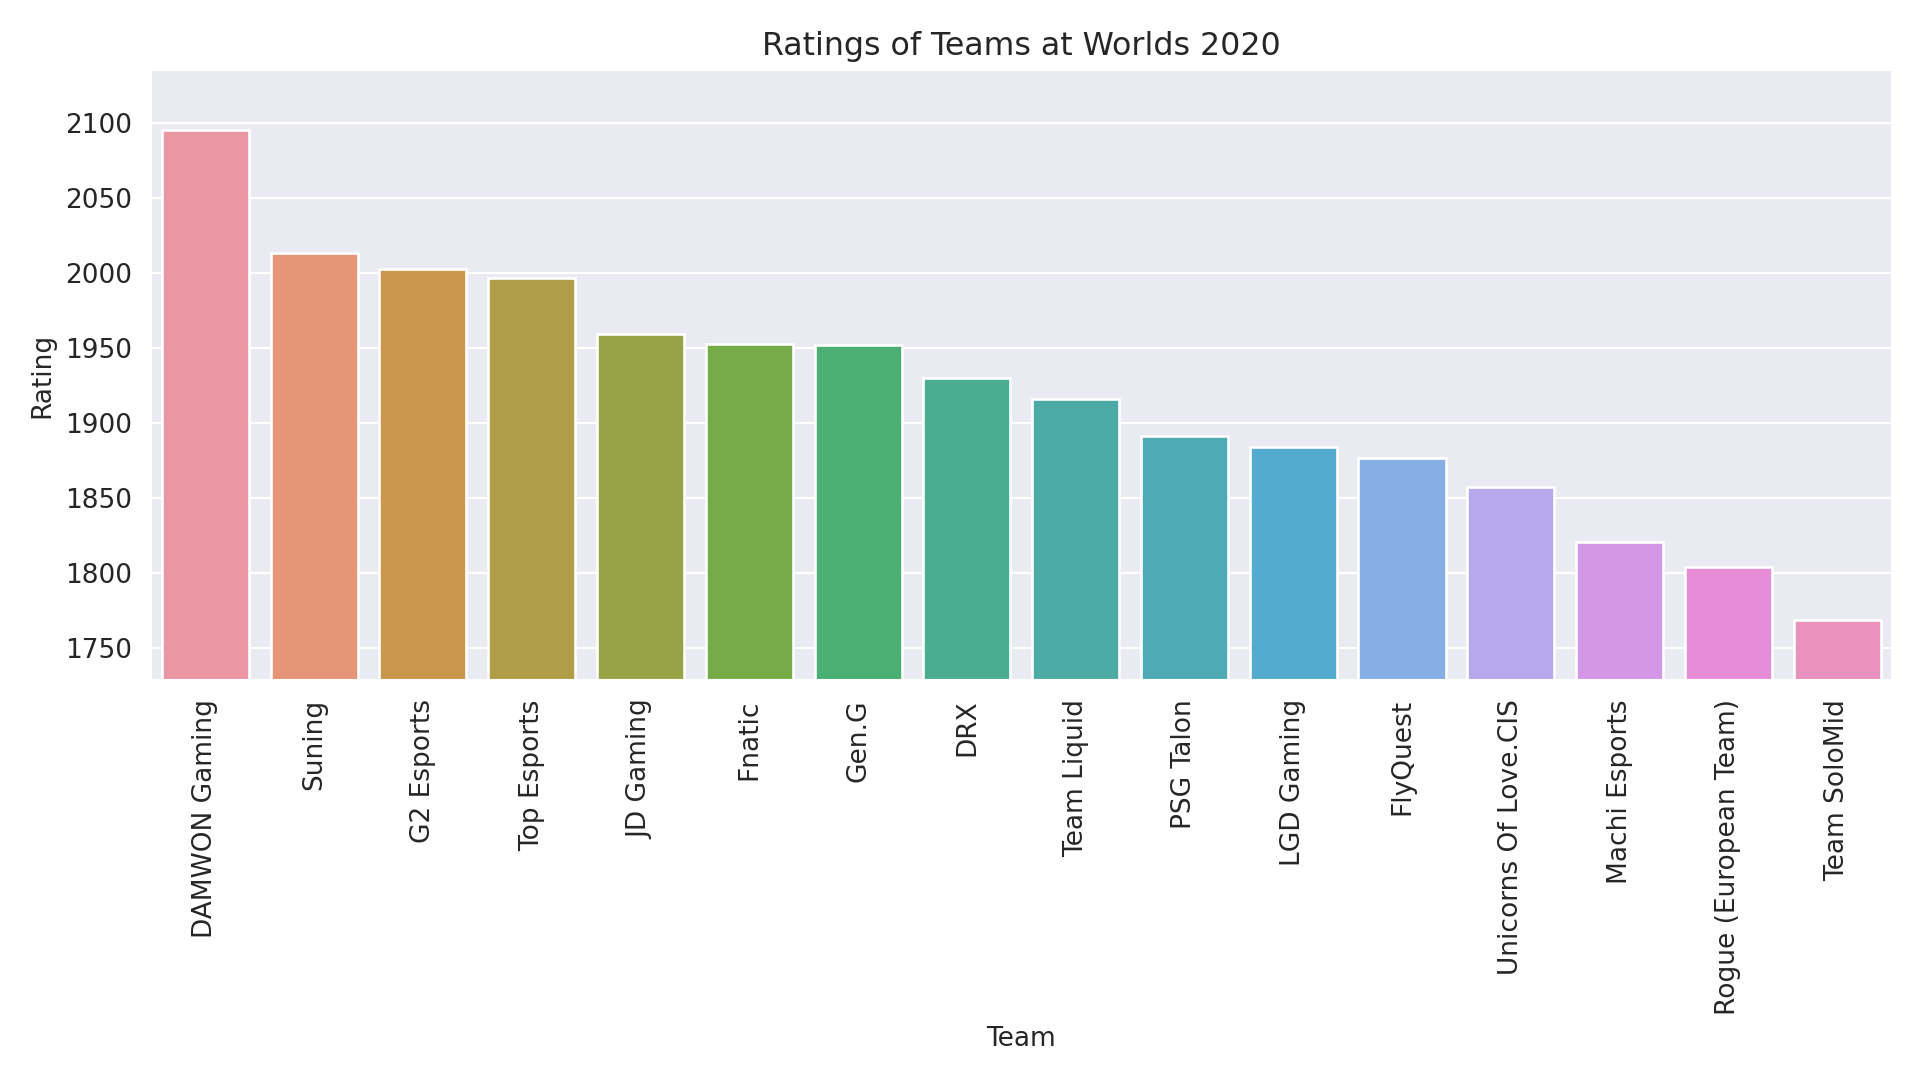 Ratings of Teams at Worlds 2020
2100
2050
2000
1950
1900
1850
1800
1750
Rating
DAMWON Gaming
Suning
G2 Esports
Top Esports
JD Gaming
Fnatic
Gen.G
DRX
Team Liquid
PSG Talon
LGD Gaming
FlyQuest
Unicorns Of Love.CIS
Machi Esports
Rogue (European Team)
Team SoloMid
Team